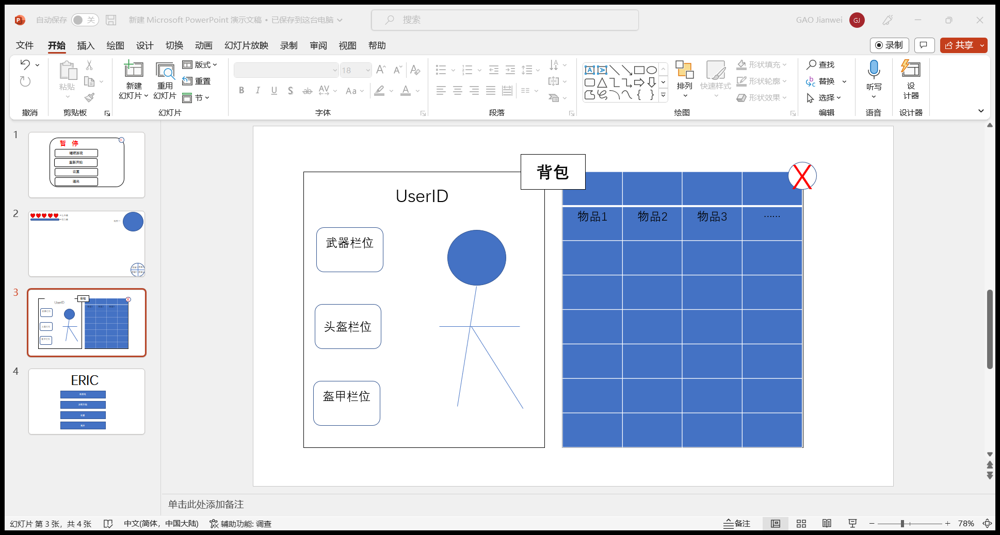 自动保存 关 新建 Microsoft PowerPoint 演示文稿 • 已保存到这台电脑 搜索 GAO Jianwei GJ
文件 开始 插入 绘图 设计 切换 动画 幻灯片放映 录制 审阅 视图 帮助 录制 共享
粘贴
新建
幻灯片
重用
幻灯片
版式
重置
节
18
B I U S ab AV Aa A
排列
快速样式
形状填充
形状轮廓
形状效果
查找
替换
选择
听写
设
计器
撤消 剪贴板 幻灯片 字体 段落 绘图 编辑 语音 设计器
1
暂 停
继续游戏
重新开始
设置
退出
2
3
UserID
背包
X
4
ERIC
背包
X
UserID
武器栏位
头盔栏位
盔甲栏位
物品1 物品2 物品3 ……
单击此处添加备注
幻灯片 第 3 张，共 4 张 中文(简体，中国大陆) 辅助功能: 调查 备注 78%